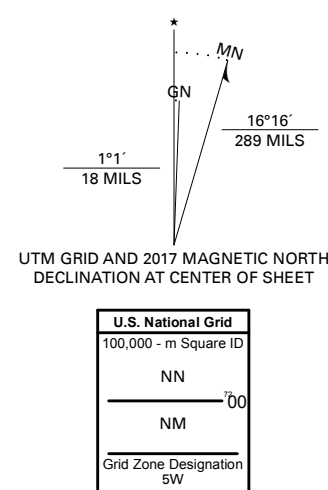 ★
MN
GN
16°16´
289 MILS
1°1´
18 MILS
UTM GRID AND 2017 MAGNETIC NORTH
DECLINATION AT CENTER OF SHEET
U.S. National Grid
100,000 - m Square ID
NN
7200
NM
Grid Zone Designation
5W